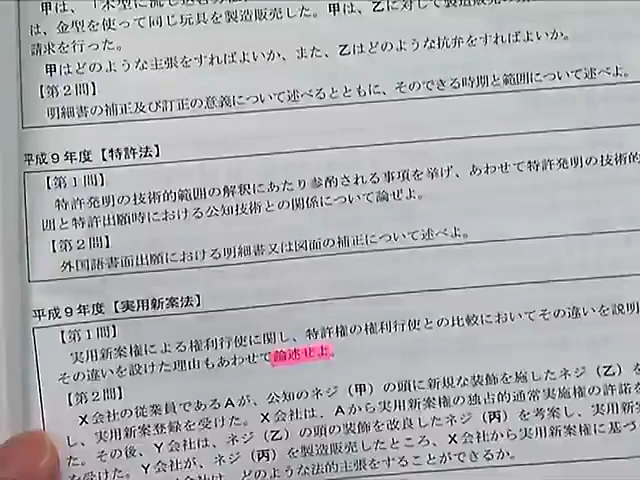 は、金型を使って同じ玩具を製造販売した。甲は、乙に対して製造販売の
請求を行った。
甲はどのような主張をすればよいか、また、乙はどのような抗弁をすればよいか。
【第2問】
明細書の補正及び訂正の意義について述べるとともに、そのできる時期と範囲について述べよ。
平成9年度【特許法】
【第1問】
特許発明の技術的範囲の解釈にあたり参酌される事項を挙げ、あわせて特許発明の技術的
囲と特許出願時における公知技術との関係について論ぜよ。
【第2問】
外国語書面出願における明細書又は図面の補正について述べよ。
平成9年度【実用新案法】
【第1問】
実用新案権による権利行使に関し、特許権の権利行使との比較においてその違いを説明
その違いを設けた理由もあわせて論述せよ。
【第2問】
X会社の従業員であるAが、公知のネジ（甲）の頭に新規な装飾を施したネジ（乙）を
し、実用新案登録を受けた。X会社は、Aから実用新案権の独占的通常実施権の許諾を
た。その後、Y会社は、ネジ（乙）の頭の装飾を改良したネジ（丙）を考案し、実用新
を受けた。Y会社が、ネジ（丙）を製造販売したところ、X会社から実用新案権に基づ
どのような法的主張をすることができるか。